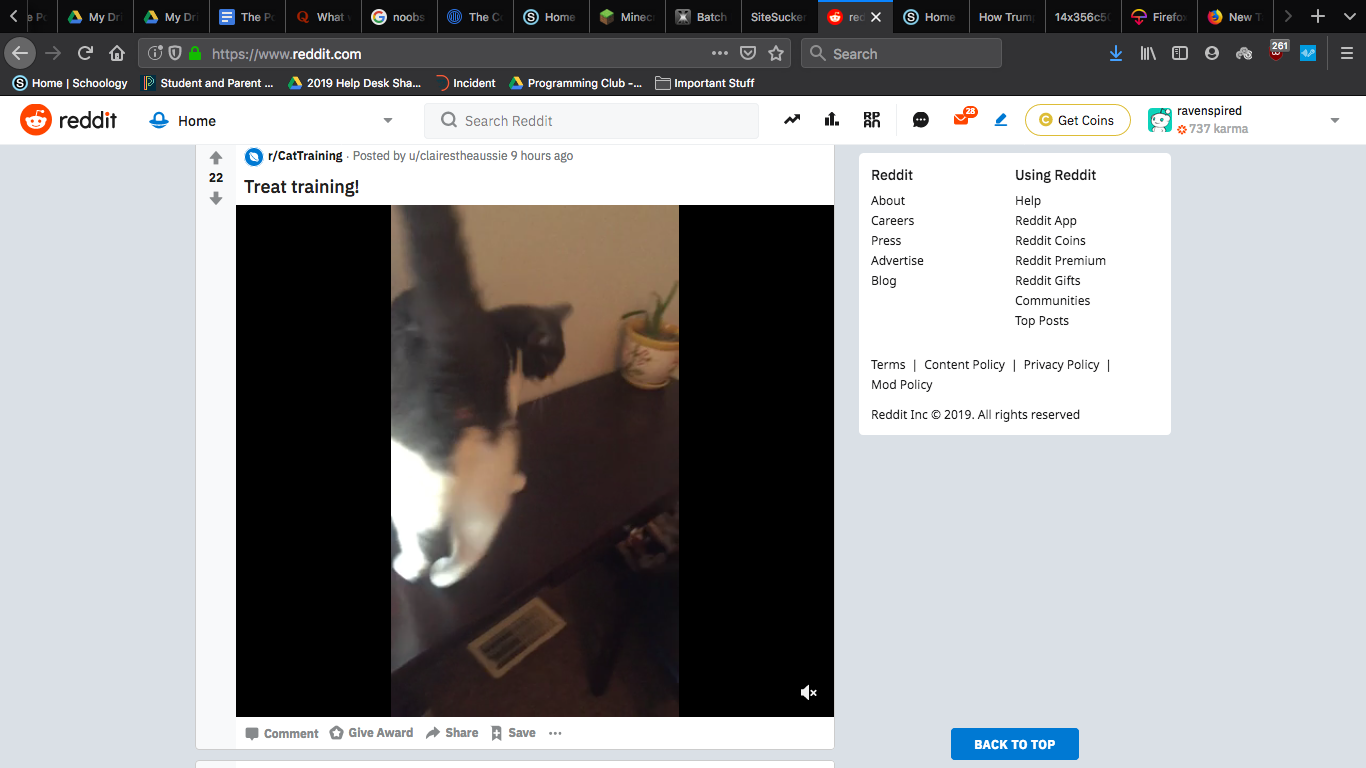 My Dri
My Dri
The Po
What
noobs
The C
Home
Minec
Batch
SiteSucker
red
Home
How Trum
14x356c5
Firefo
New T
https://www.reddit.com
Search
261
Home | Schoology
Student and Parent ...
2019 Help Desk Sha...
Incident
Programming Club -...
Important Stuff
reddit
Home
Search Reddit
28
Get Coins
ravenspired
737 karma
r/CatTraining · Posted by u/clairestheaussie 9 hours ago
22
Treat training!
Comment
Give Award
Share
Save
Reddit
About
Careers
Press
Advertise
Blog
Using Reddit
Help
Reddit App
Reddit Coins
Reddit Premium
Reddit Gifts
Communities
Top Posts
Terms | Content Policy | Privacy Policy |
Mod Policy
Reddit Inc © 2019. All rights reserved
BACK TO TOP